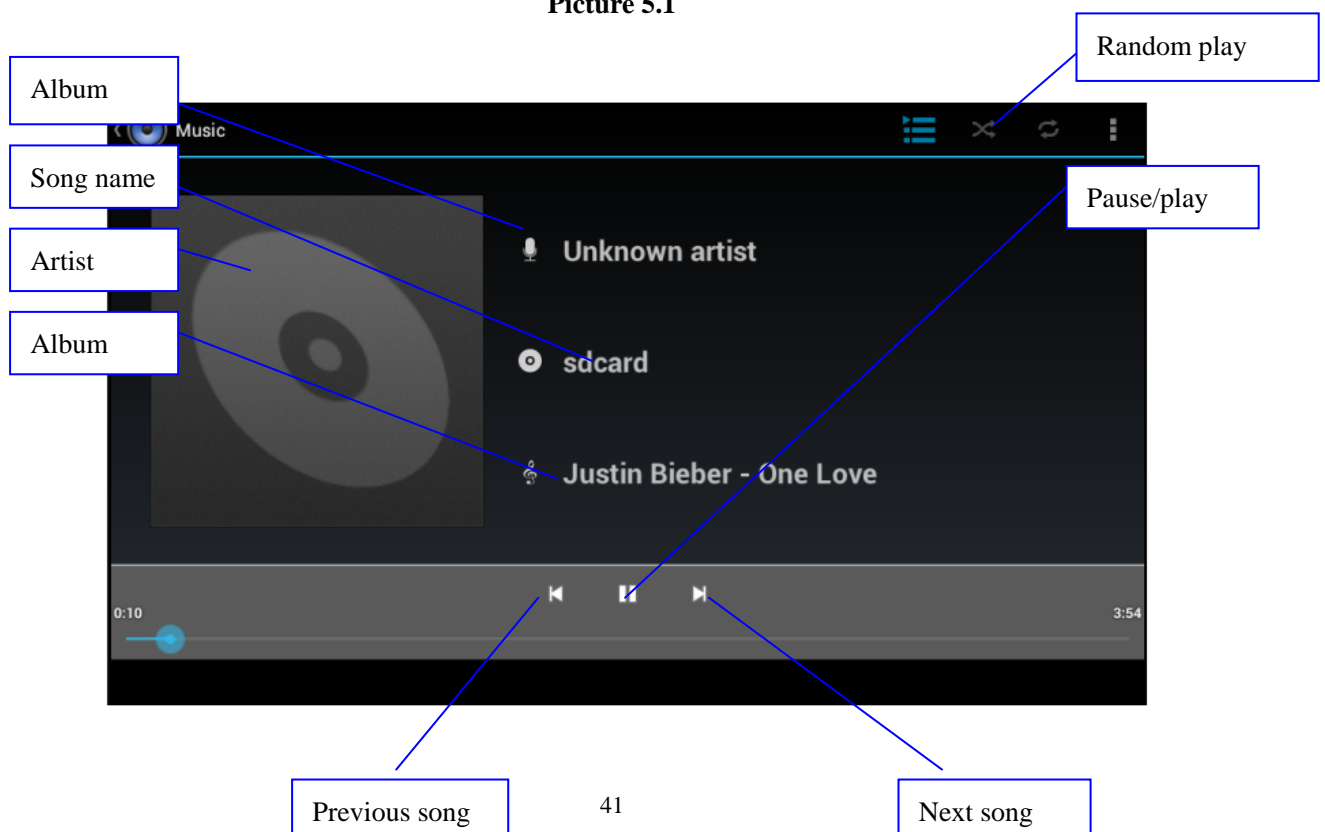 Picture 5.1
Random play
Album
Music
Song name
Pause/play
Unknown artist
Artist
Album
sdcard
Justin Bieber - One Love
0:10
3:54
Previous song
41
Next song